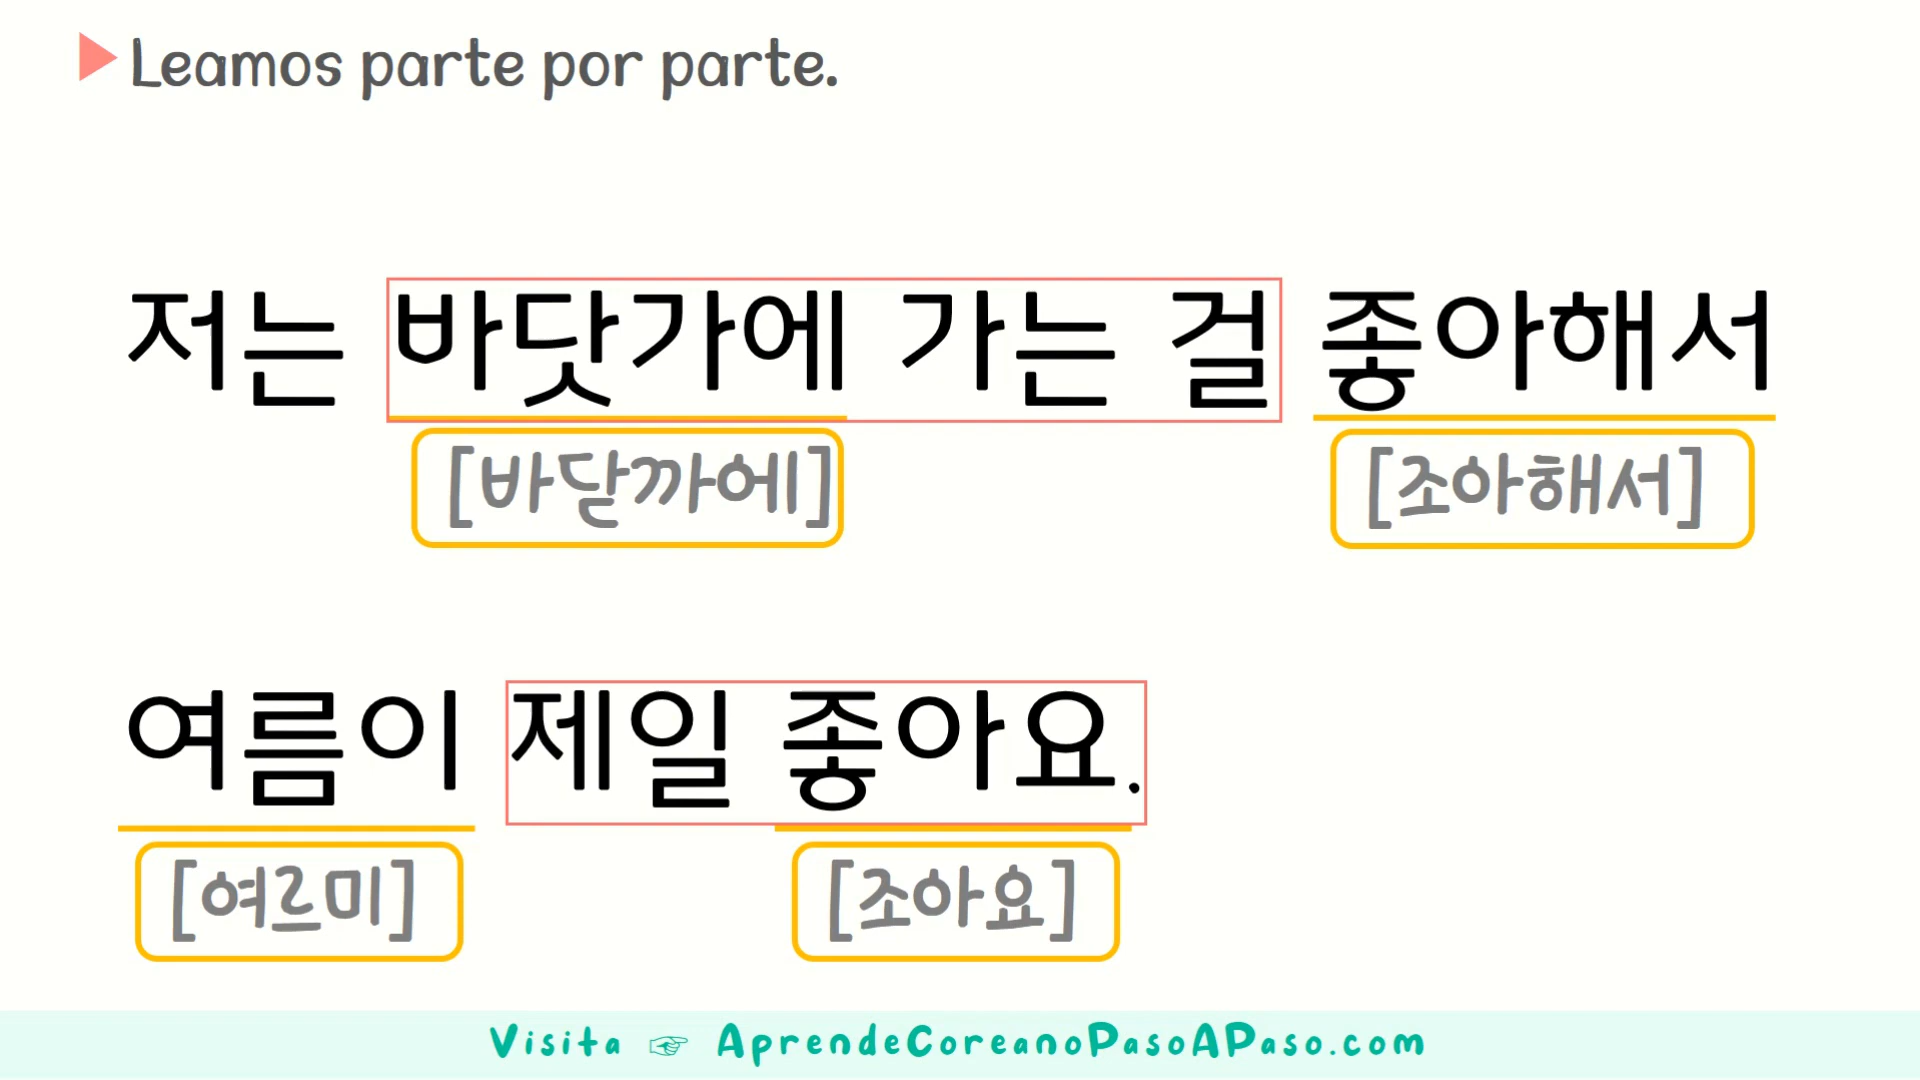 Leamos parte por parte.
저는 바닷가에 가는 걸 좋아해서
[바닫까에] [조아해서]
여름이 제일 좋아요.
[여르미] [조아요]
Visita ☞ AprendeCoreanoPasoAPaso.com